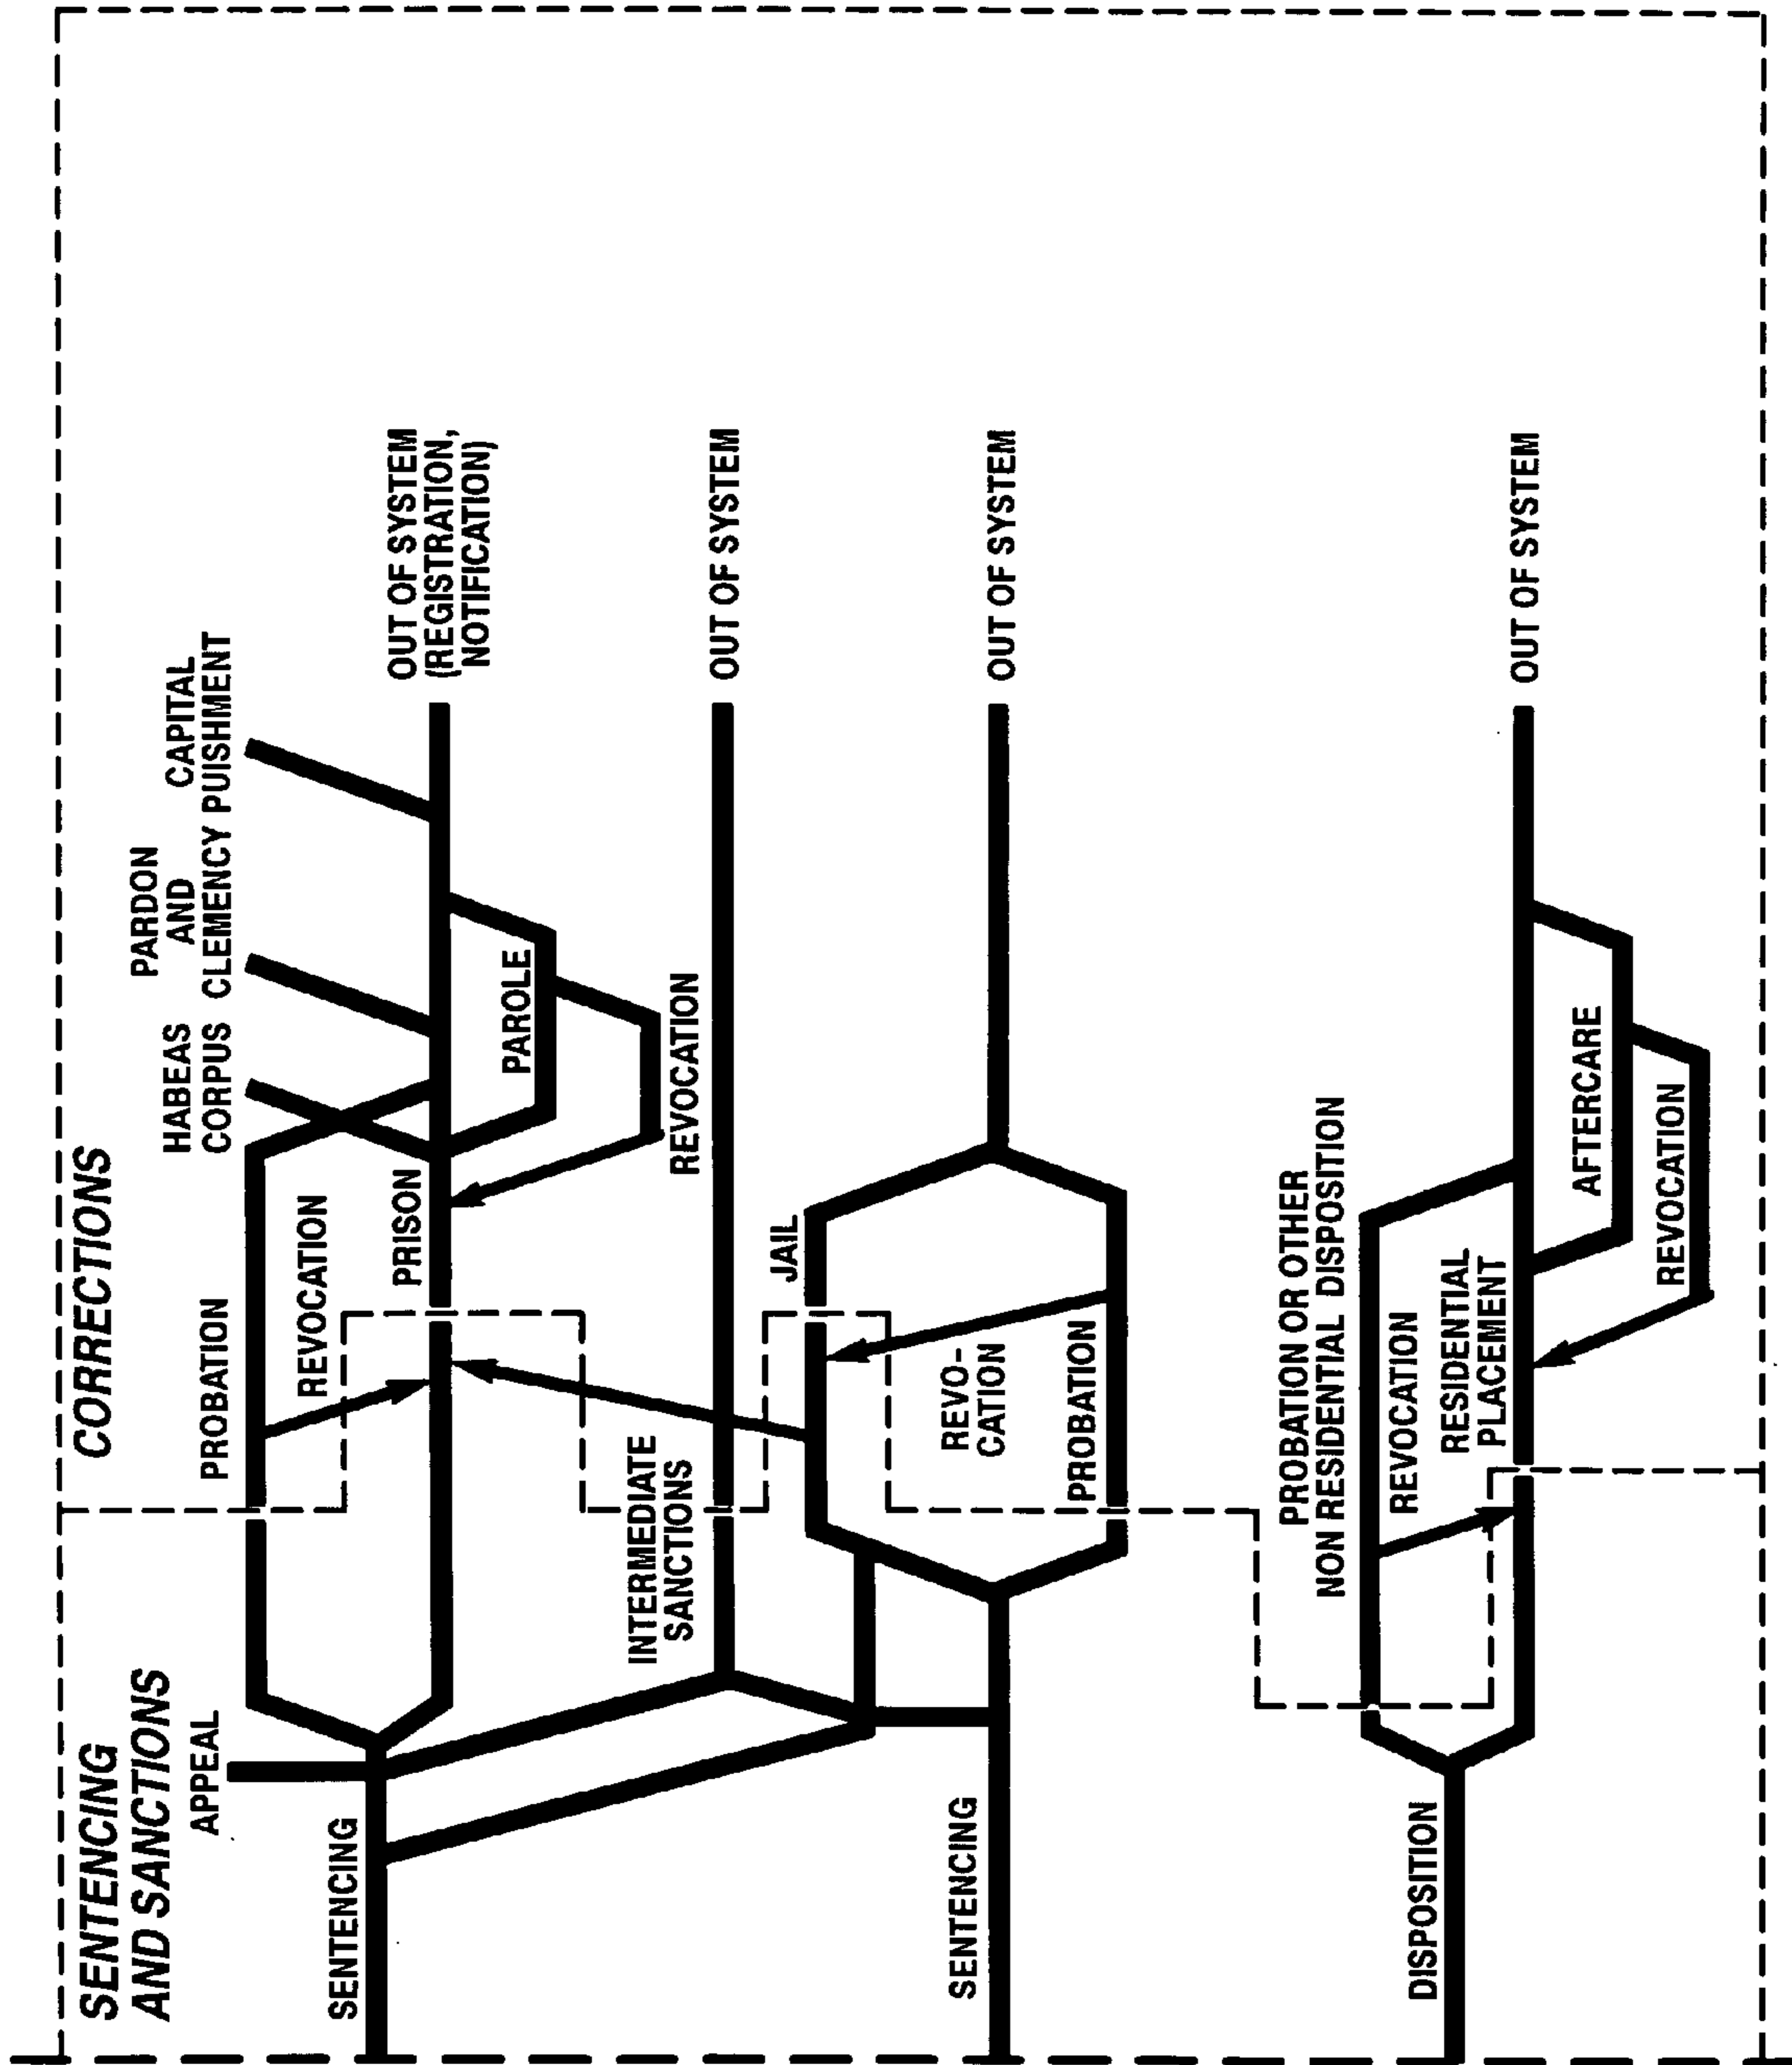 SENTENCING
AND SANCTIONS
CORRECTIONS
APPEAL
PROBATION
HABEAS
CORPUS
PARDON
AND
CLEMENCY
CAPITAL
PUISHMENT
SENTENCING
REVOCATION
PRISON
OUT OF SYSTEM
(REGISTRATION,
NOTIFICATION)
PAROLE
REVOCATION
INTERMEDIATE
SANCTIONS
OUT OF SYSTEM
JAIL
SENTENCING
REVO-
CATION
OUT OF SYSTEM
PROBATION
PROBATION OR OTHER
NON RESIDENTIAL DISPOSITION
DISPOSITION
REVOCATION
RESIDENTIAL
PLACEMENT
OUT OF SYSTEM
AFTERCARE
REVOCATION